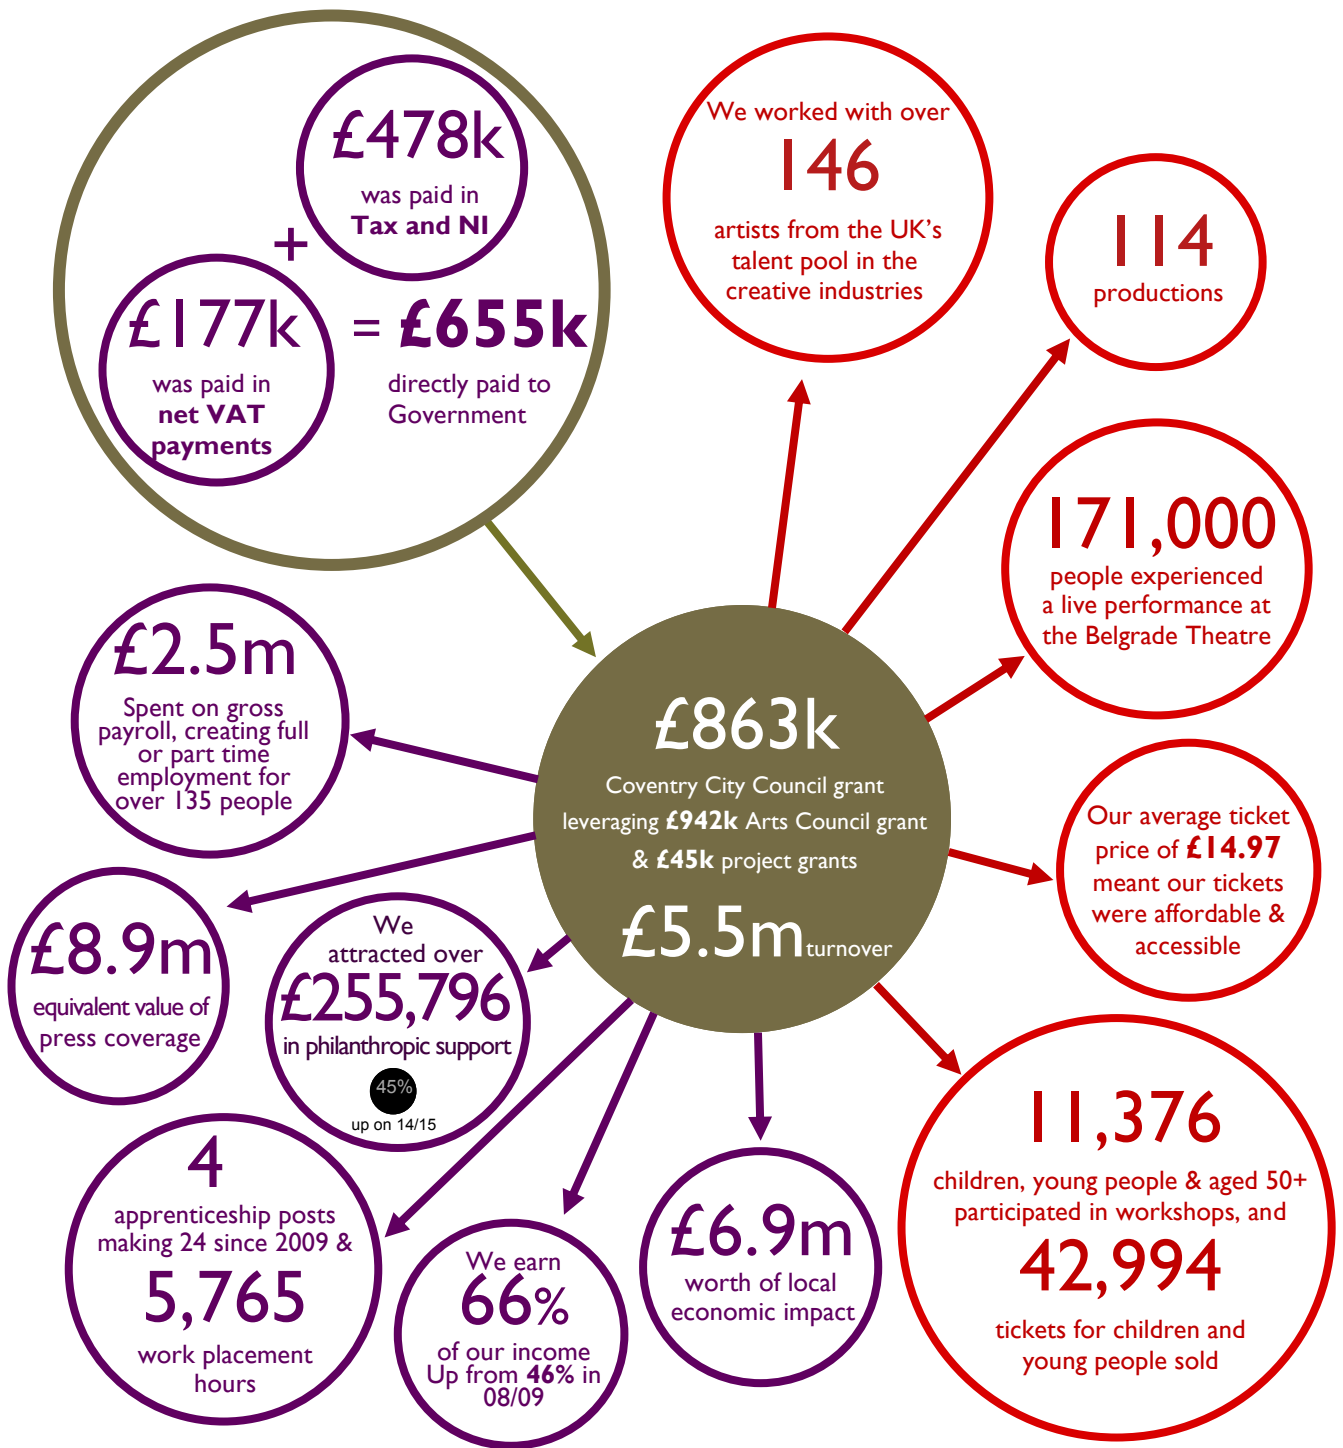 £478k
was paid in
Tax and NI
+
£177k
was paid in
net VAT
payments
= £655k
directly paid to
Government
We worked with over
146
artists from the UK’s
talent pool in the
creative industries
114
productions
171,000
people experienced
a live performance at
the Belgrade Theatre
£2.5m
Spent on gross
payroll, creating full
or part time
employment for
over 135 people
£863k
Coventry City Council grant
leveraging £942k Arts Council grant
& £45k project grants
£5.5m turnover
Our average ticket
price of £14.97
meant our tickets
were affordable &
accessible
£8.9m
equivalent value of
press coverage
We
attracted over
£255,796
in philanthropic support
45%
up on 14/15
4
apprenticeship posts
making 24 since 2009 &
5,765
work placement
hours
We earn
66%
of our income
Up from 46% in
08/09
£6.9m
worth of local
economic impact
11,376
children, young people & aged 50+
participated in workshops, and
42,994
tickets for children and
young people sold